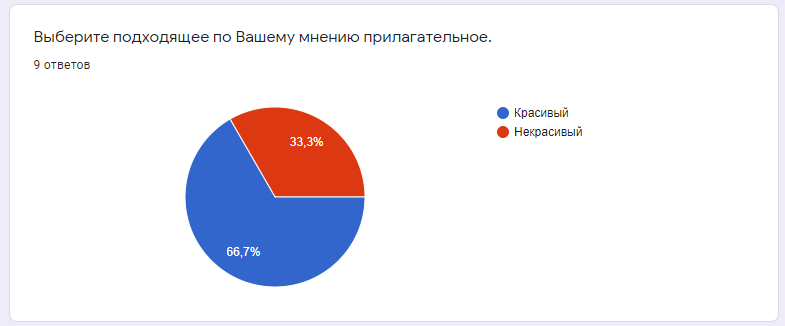 Выберите подходящее по Вашему мнению прилагательное.
9 ответов
33,3%
66,7%
Красивый
Некрасивый